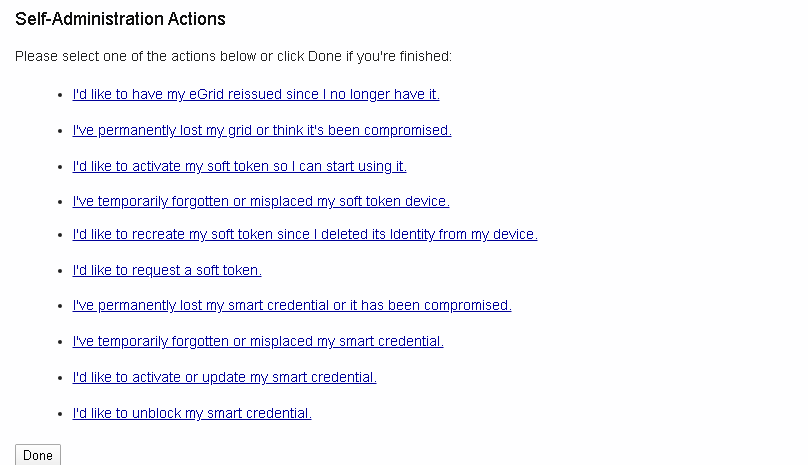 Self-Administration Actions
Please select one of the actions below or click Done if you're finished:
I'd like to have my eGrid reissued since I no longer have it.
I've permanently lost my grid or think it's been compromised.
I'd like to activate my soft token so I can start using it.
I've temporarily forgotten or misplaced my soft token device.
I'd like to recreate my soft token since I deleted its Identity from my device.
I'd like to request a soft token.
I've permanently lost my smart credential or it has been compromised.
I've temporarily forgotten or misplaced my smart credential.
I'd like to activate or update my smart credential.
I'd like to unblock my smart credential.
Done